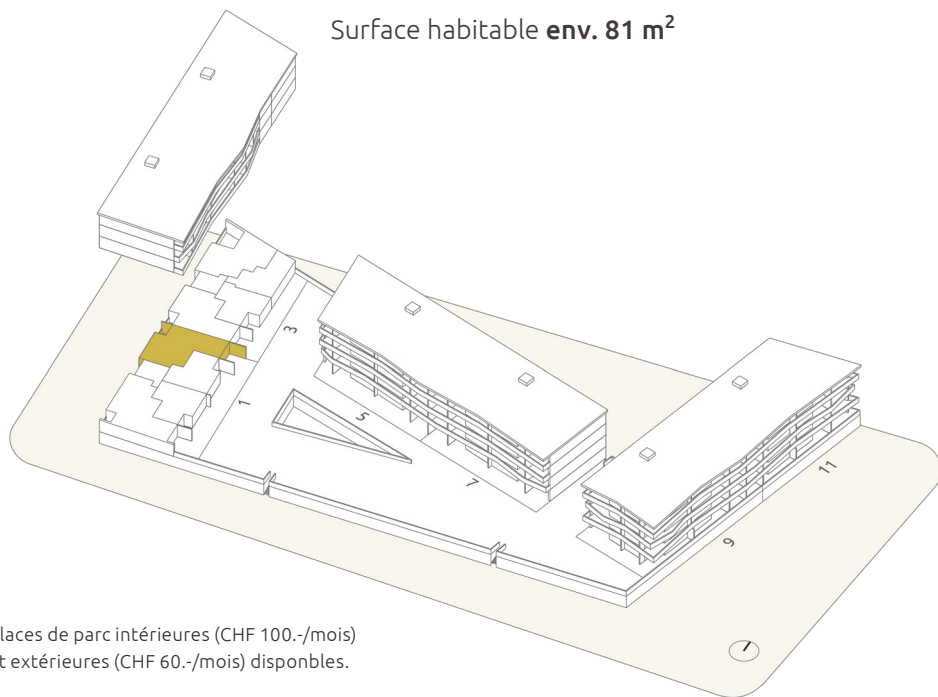 Surface habitable env. 81 m²
3
1
5
7
11
9
laces de parc intérieures (CHF 100.-/mois)
t extérieures (CHF 60.-/mois) disponbles.